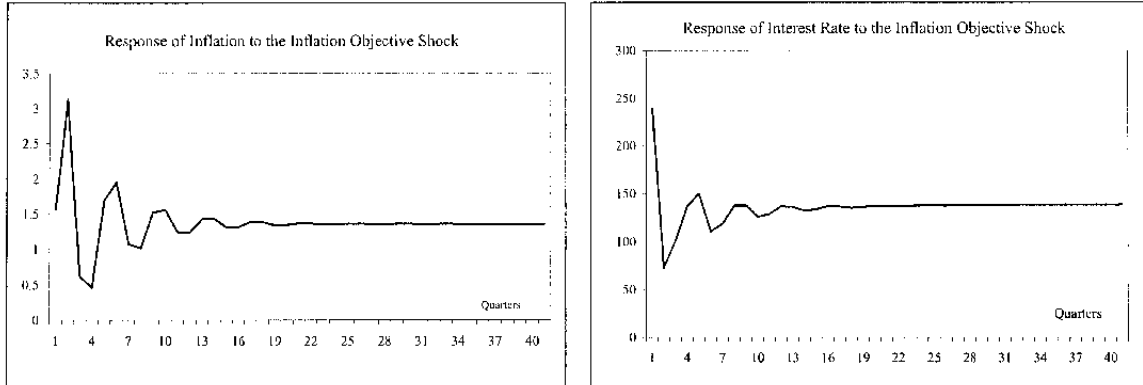 Response of Inflation to the Inflation Objective Shock
3.5
3
2.5
2
1.5
1
0.5
0
Quarters
1 4 7 10 13 16 19 22 25 28 31 34 37 40
Response of Interest Rate to the Inflation Objective Shock
300
250
200
150
100
50
0
Quarters
1 4 7 10 13 16 19 22 25 28 31 34 37 40